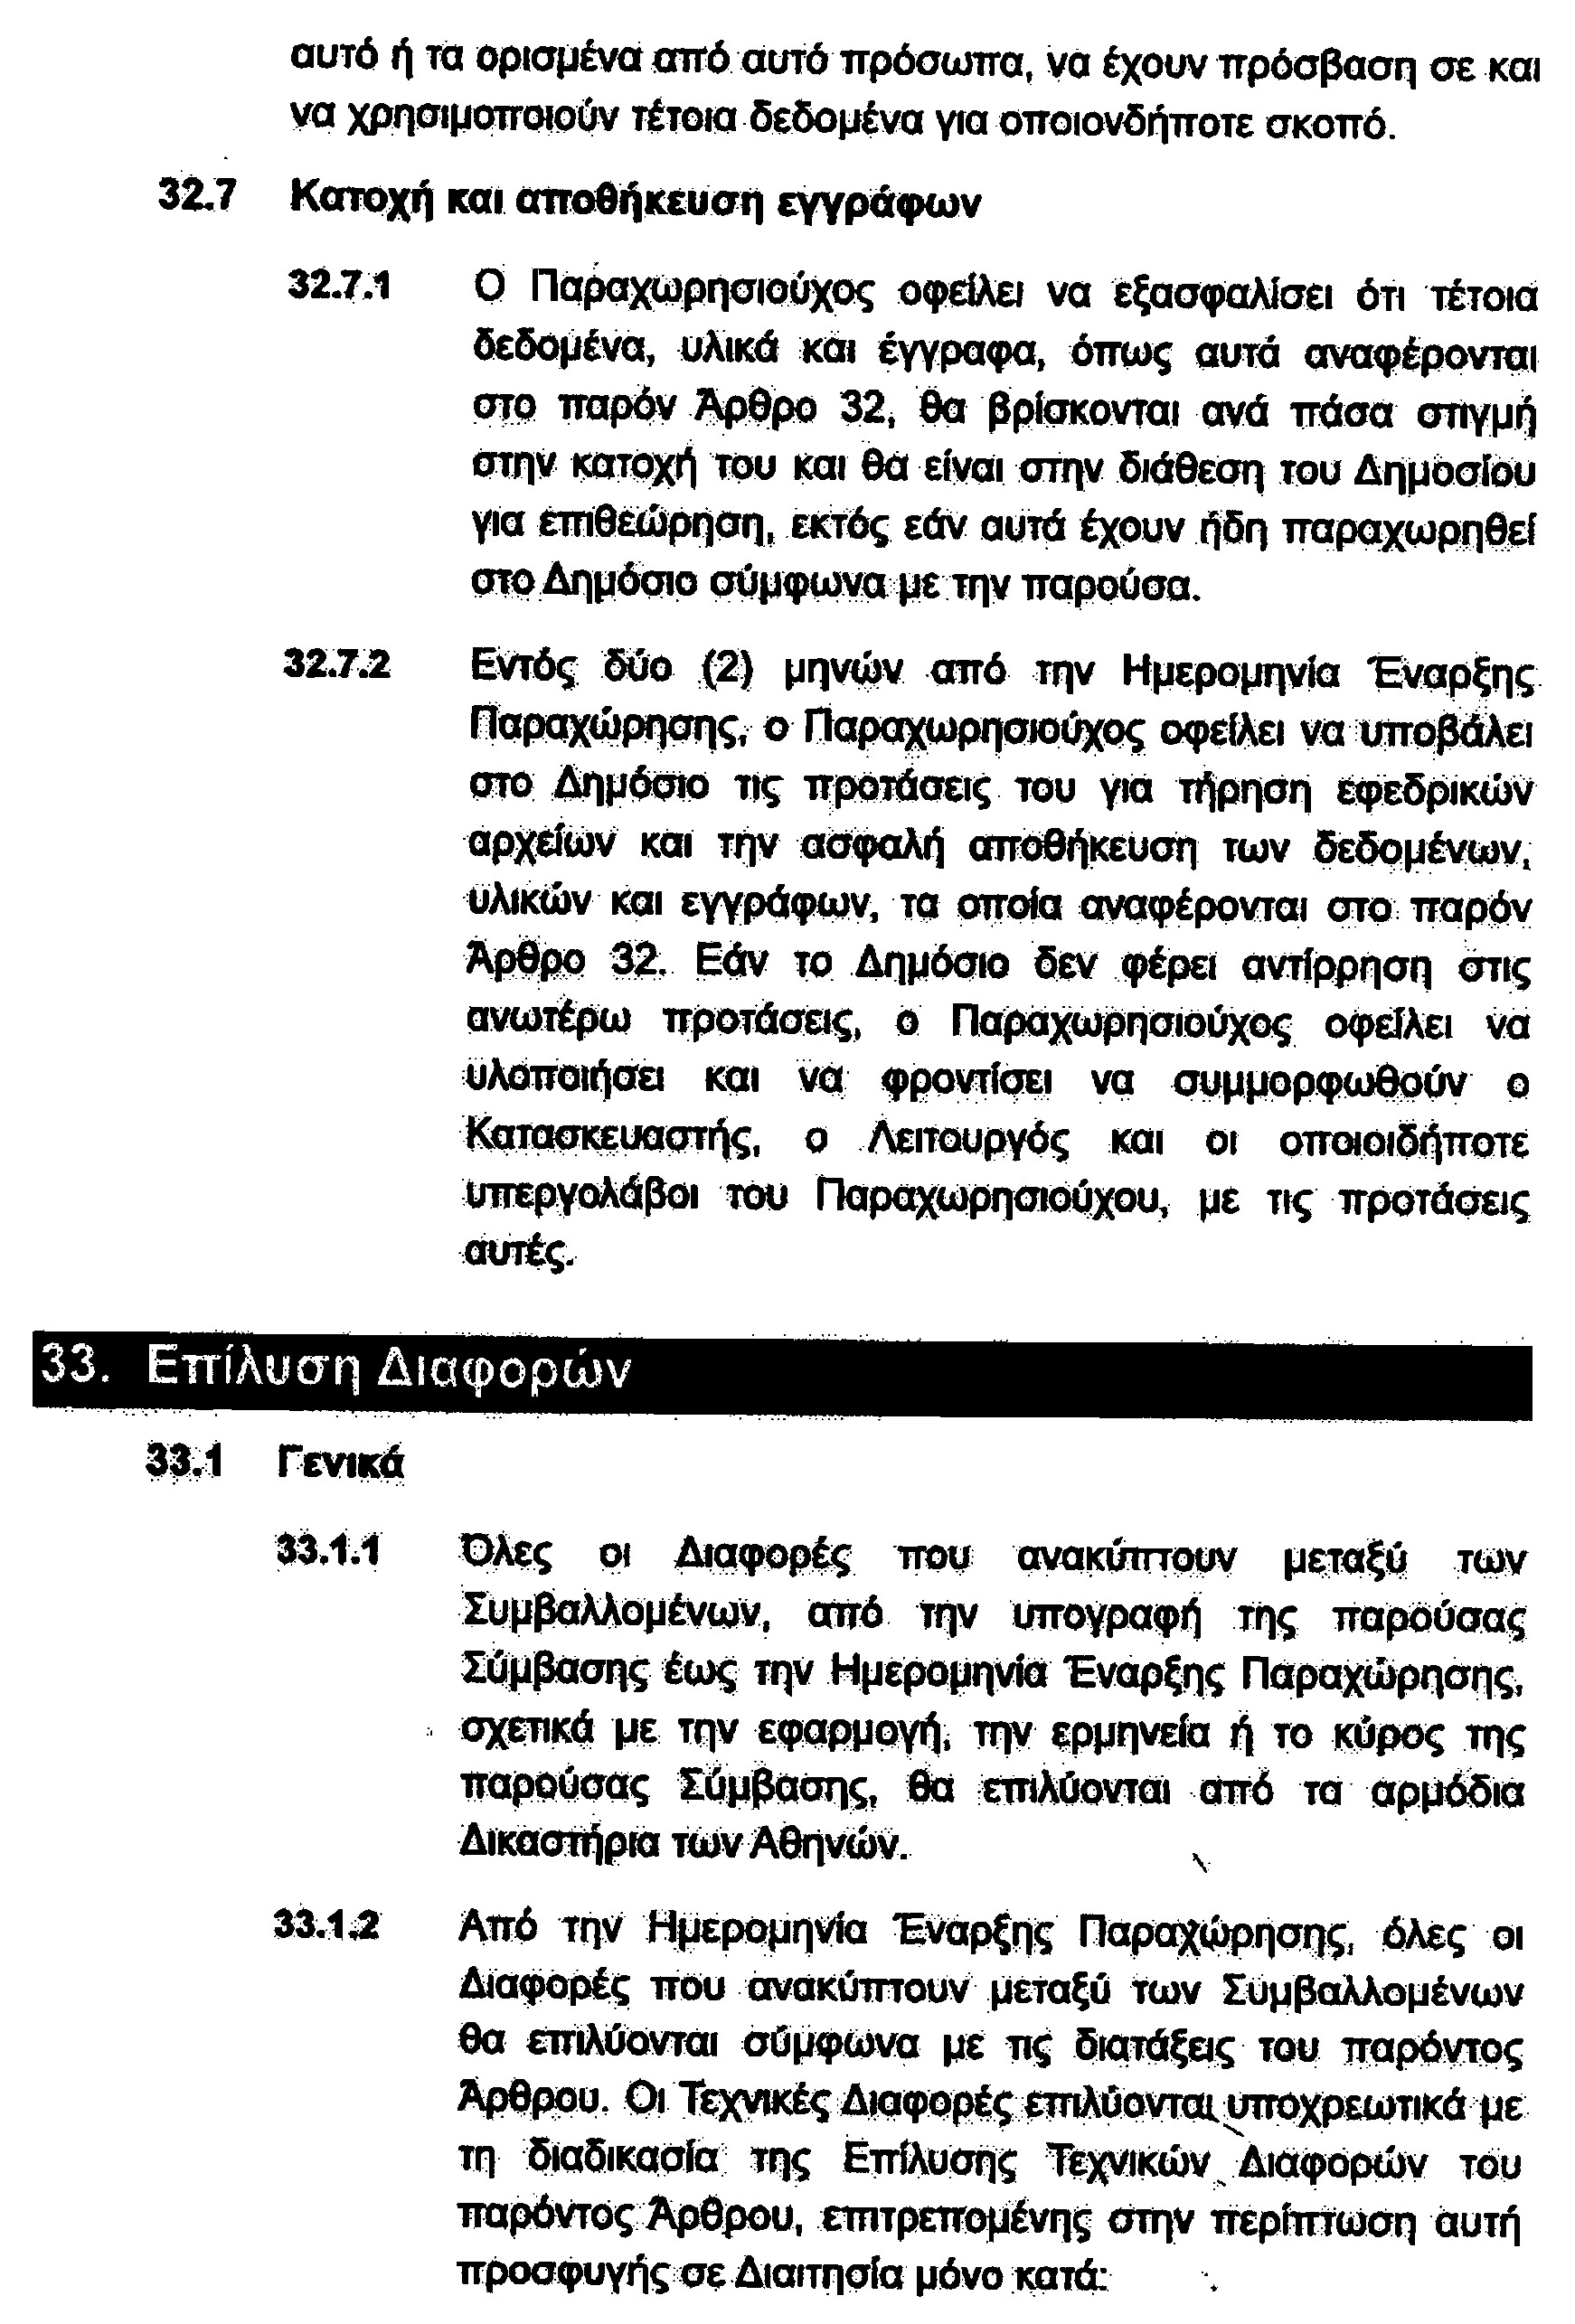 αυτό ή τα ορισμένα από αυτό πρόσωπα, να έχουν πρόσβαση σε και
να χρησιμοποιούν τέτοια δεδομένα για οποιονδήποτε σκοπό.
32.7 Κατοχή και αποθήκευση εγγράφων
32.7.1 Ο Παραχωρησιούχος οφείλει να εξασφαλίσει ότι τέτοια
δεδομένα, υλικά και έγγραφα, όπως αυτά αναφέρονται
στο παρόν Άρθρο 32, θα βρίσκονται ανά πάσα στιγμή
στην κατοχή του και θα είναι στην διάθεση του Δημοσίου
για επιθεώρηση, εκτός εάν αυτά έχουν ήδη παραχωρηθεί
στο Δημόσιο σύμφωνα με την παρούσα.
32.7.2 Εντός δύο (2) μηνών από την Ημερομηνία Έναρξης
Παραχώρησης, ο Παραχωρησιούχος οφείλει να υποβάλει
στο Δημόσιο τις προτάσεις του για τήρηση εφεδρικών
αρχείων και την ασφαλή αποθήκευση των δεδομένων,
υλικών και εγγράφων, τα οποία αναφέρονται στο παρόν
Άρθρο 32. Εάν το Δημόσιο δεν φέρει αντίρρηση στις
ανωτέρω προτάσεις, ο Παραχωρησιούχος οφείλει να
υλοποιήσει και να φροντίσει να συμμορφωθούν ο
Κατασκευαστής, ο Λειτουργός και οι οποιοιδήποτε
υπεργολάβοι του Παραχωρησιούχου, με τις προτάσεις
αυτές.
33. Επίλυση Διαφορών
33.1 Γενικά
33.1.1 Όλες οι Διαφορές που ανακύπτουν μεταξύ των
Συμβαλλομένων, από την υπογραφή της παρούσας
Σύμβασης έως την Ημερομηνία Έναρξης Παραχώρησης,
σχετικά με την εφαρμογή, την ερμηνεία ή το κύρος της
παρούσας Σύμβασης, θα επιλύονται από τα αρμόδια
Δικαστήρια των Αθηνών.
33.1.2 Από την Ημερομηνία Έναρξης Παραχώρησης, όλες οι
Διαφορές που ανακύπτουν μεταξύ των Συμβαλλομένων
θα επιλύονται σύμφωνα με τις διατάξεις του παρόντος
Άρθρου. Οι Τεχνικές Διαφορές επιλύονται υποχρεωτικά με
τη διαδικασία της Επίλυσης Τεχνικών Διαφορών του
παρόντος Άρθρου, επιτρεπομένης στην περίπτωση αυτή
προσφυγής σε Διαιτησία μόνο κατά: